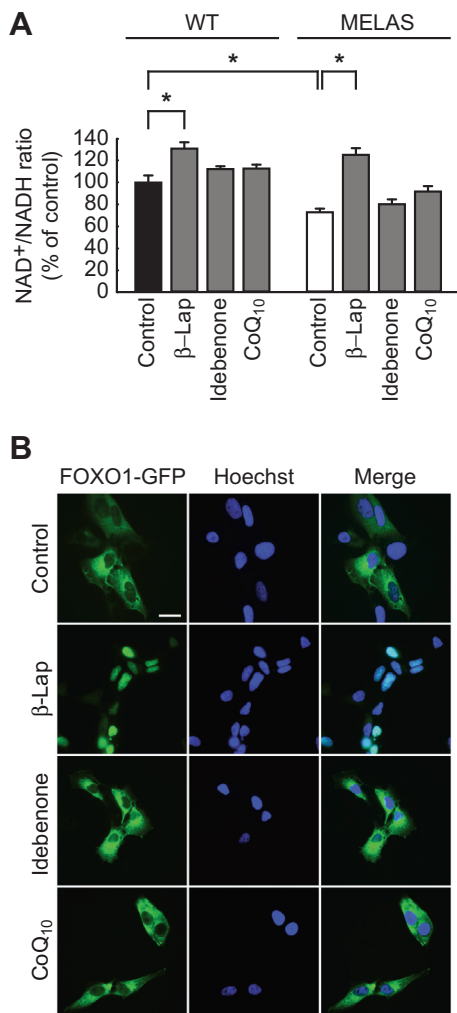 A
WT MELAS
* *
*
NAD⁺/NADH ratio
(% of control)
140
120
100
80
60
40
20
0
Control
β–Lap
Idebenone
CoQ₁₀
Control
β–Lap
Idebenone
CoQ₁₀
B
FOXO1-GFP Hoechst Merge
Control
β-Lap
Idebenone
CoQ₁₀